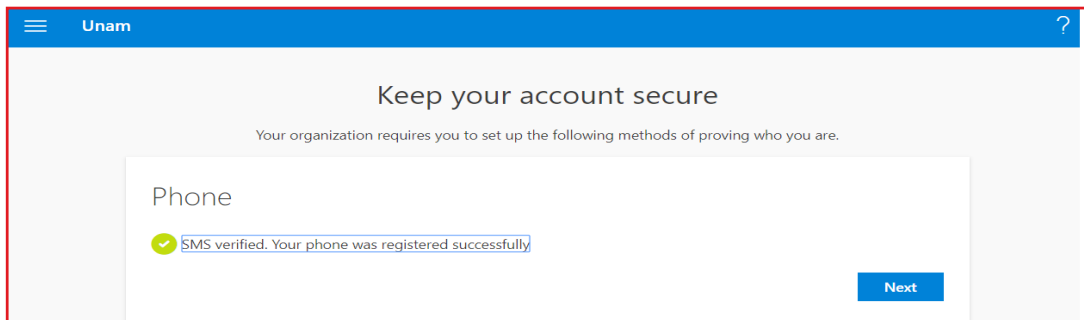 Unam
?
Keep your account secure
Your organization requires you to set up the following methods of proving who you are.
Phone
SMS verified. Your phone was registered successfully
Next